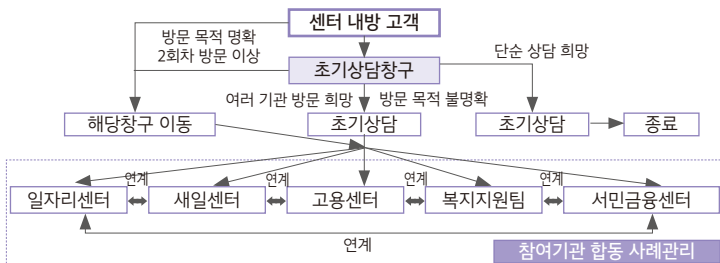 센터 내방 고객
방문 목적 명확
2회차 방문 이상
단순 상담 희망
초기상담창구
여러 기관 방문 희망
방문 목적 불명확
해당창구 이동
초기상담
초기상담
종료
연계
연계
연계
연계
일자리센터
새일센터
고용센터
복지지원팀
서민금융센터
연계
참여기관 합동 사례관리